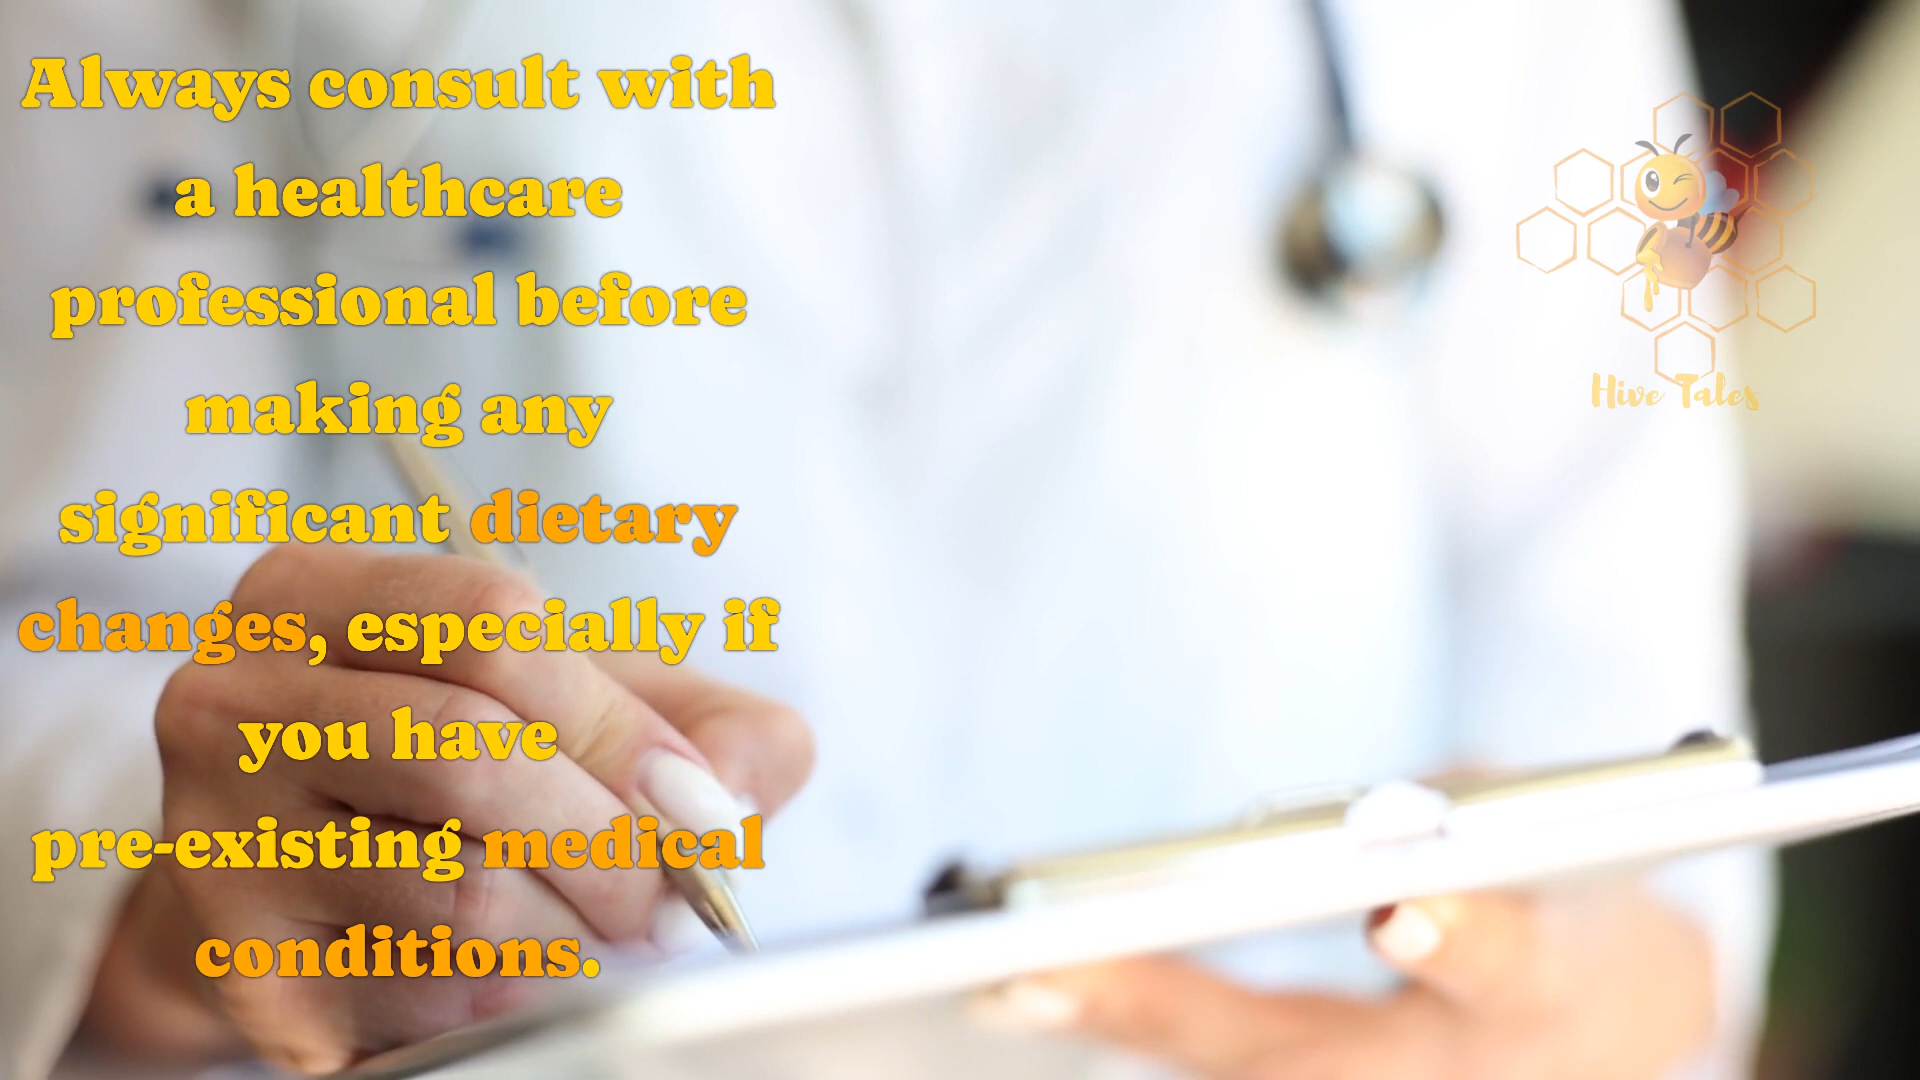 Always consult with
a healthcare
professional before
making any
significant dietary
changes, especially if
you have
pre-existing medical
conditions.
Hive Tales